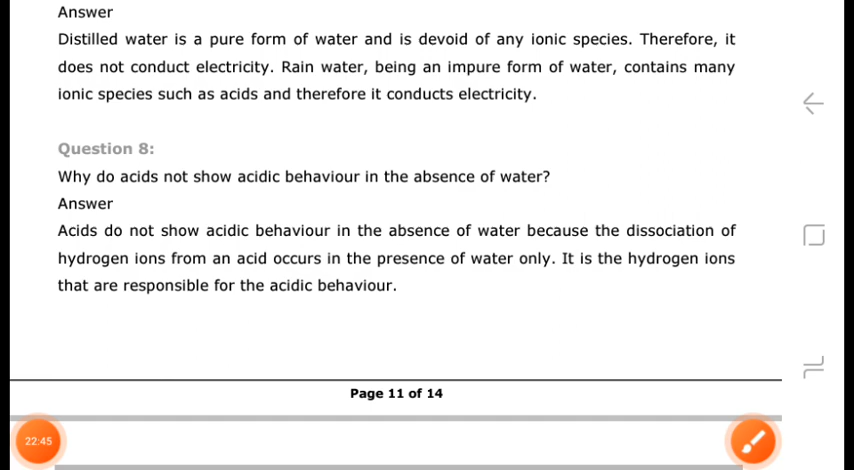 Answer
Distilled water is a pure form of water and is devoid of any ionic species. Therefore, it
does not conduct electricity. Rain water, being an impure form of water, contains many
ionic species such as acids and therefore it conducts electricity.
Question 8:
Why do acids not show acidic behaviour in the absence of water?
Answer
Acids do not show acidic behaviour in the absence of water because the dissociation of
hydrogen ions from an acid occurs in the presence of water only. It is the hydrogen ions
that are responsible for the acidic behaviour.
Page 11 of 14
22:45